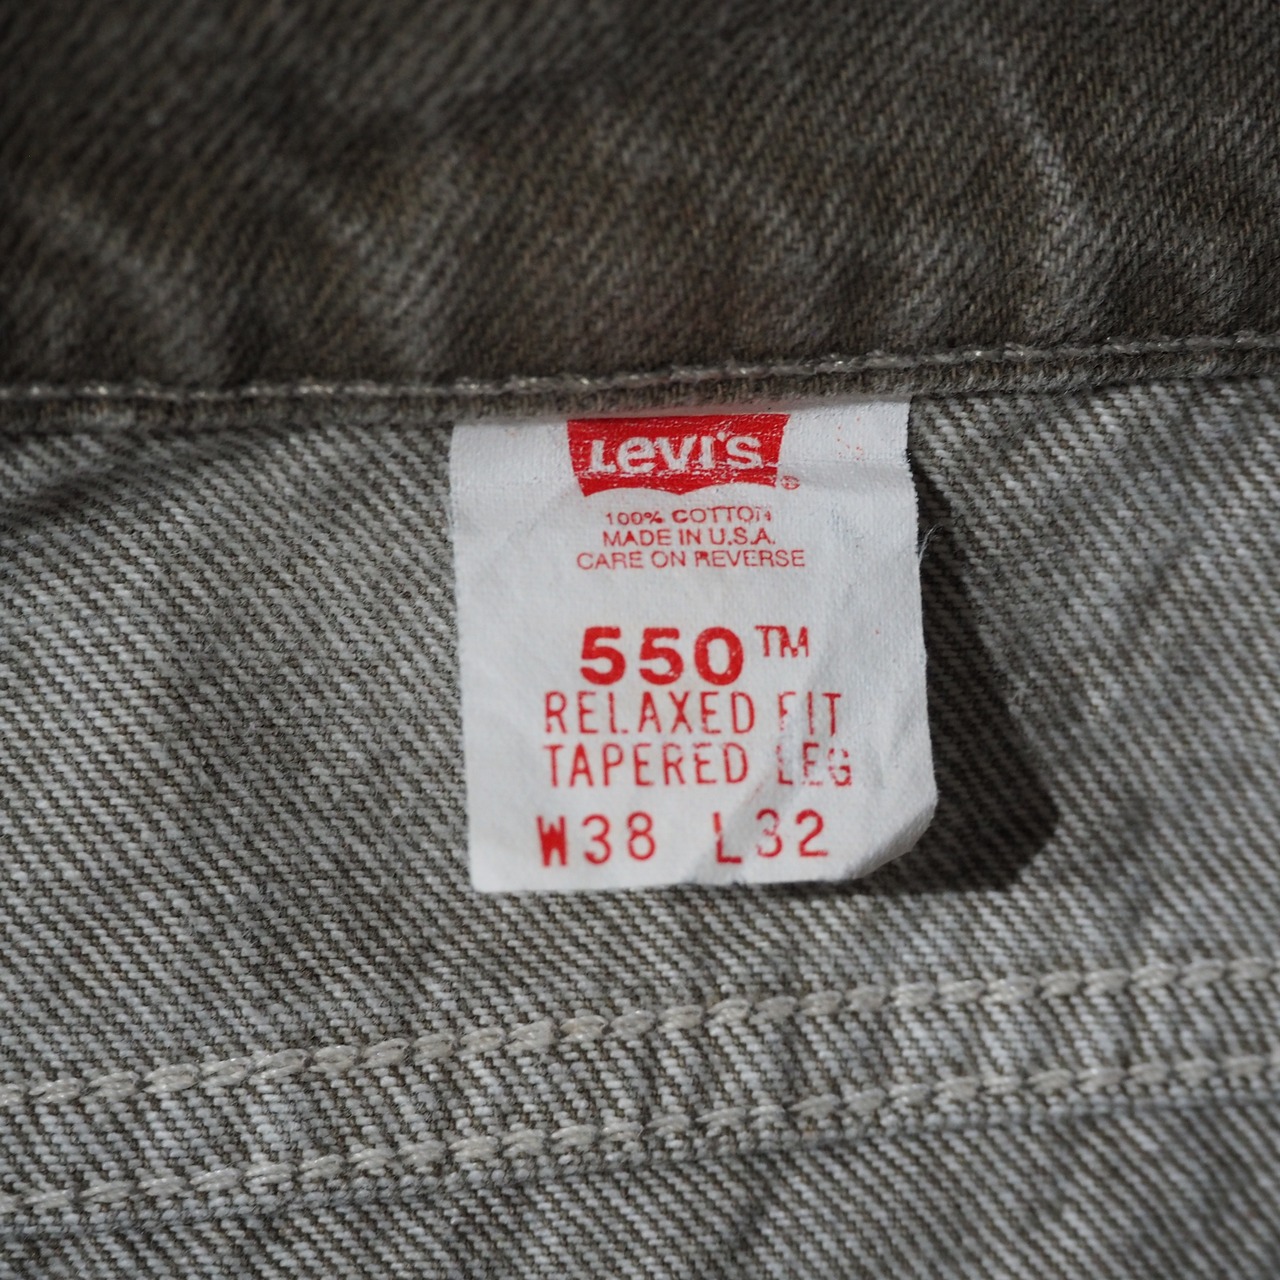 Levi's ®
100% COTTON
MADE IN U.S.A.
CARE ON REVERSE
550™
RELAXED FIT
TAPERED LEG
W38 L32